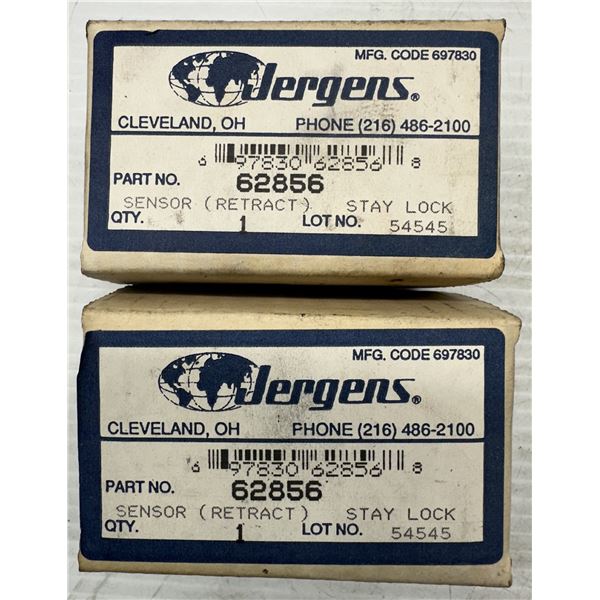 MFG. CODE 697830
Jergens®
CLEVELAND, OH PHONE (216) 486-2100
6 97830 62856 8
PART NO. 62856
SENSOR (RETRACT) STAY LOCK
QTY. 1 LOT NO. 54545
MFG. CODE 697830
Jergens®
CLEVELAND, OH PHONE (216) 486-2100
6 97830 62856 8
PART NO. 62856
SENSOR (RETRACT) STAY LOCK
QTY. 1 LOT NO. 54545